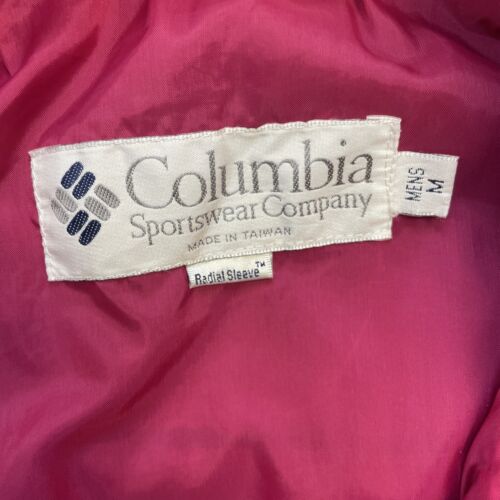 Columbia
Sportswear Company
MADE IN TAIWAN
Radial Sleeve™
MENS
M